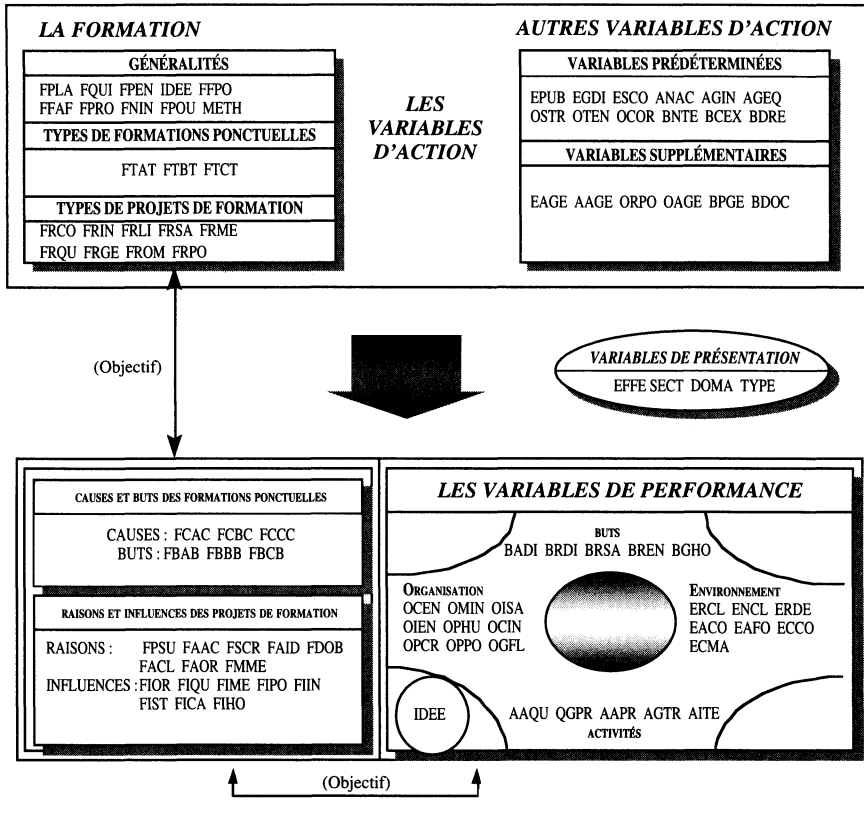 LA FORMATION
GÉNÉRALITÉS
FPLA FQUI FPEN IDEE FFPO
FFAF FPRO FNIN FPOU METH
TYPES DE FORMATIONS PONCTUELLES
FTAT FTBT FTCT
TYPES DE PROJETS DE FORMATION
FRCO FRIN FRLI FRSA FRME
FRQU FRGE FROM FRPO
LES
VARIABLES
D'ACTION
AUTRES VARIABLES D'ACTION
VARIABLES PRÉDÉTERMINÉES
EPUB EGDI ESCO ANAC AGIN AGEQ
OSTR OTEN OCOR BNTE BCEX BDRE
VARIABLES SUPPLÉMENTAIRES
EAGE AAGE ORPO OAGE BPGE BDOC
(Objectif)
VARIABLES DE PRÉSENTATION
EFFE SECT DOMA TYPE
CAUSES ET BUTS DES FORMATIONS PONCTUELLES
CAUSES : FCAC FCBC FCCC
BUTS : FBAB FBBB FBCB
RAISONS ET INFLUENCES DES PROJETS DE FORMATION
RAISONS : FPSU FAAC FSCR FAID FDOB
FACL FAOR FMME
INFLUENCES : FIOR FIQU FIME FIPO FIIN
FIST FICA FIHO
LES VARIABLES DE PERFORMANCE
BUTS
BADI BRDI BRSA BREN BGHO
ORGANISATION
OCEN OMIN OISA
OIEN OPHU OCIN
OPCR OPPO OGFL
ENVIRONNEMENT
ERCL ENCL ERDE
EACO EAFO ECCO
ECMA
IDEE
AAQU QGPR AAPR AGTR AITE
ACTIVITÉS
(Objectif)